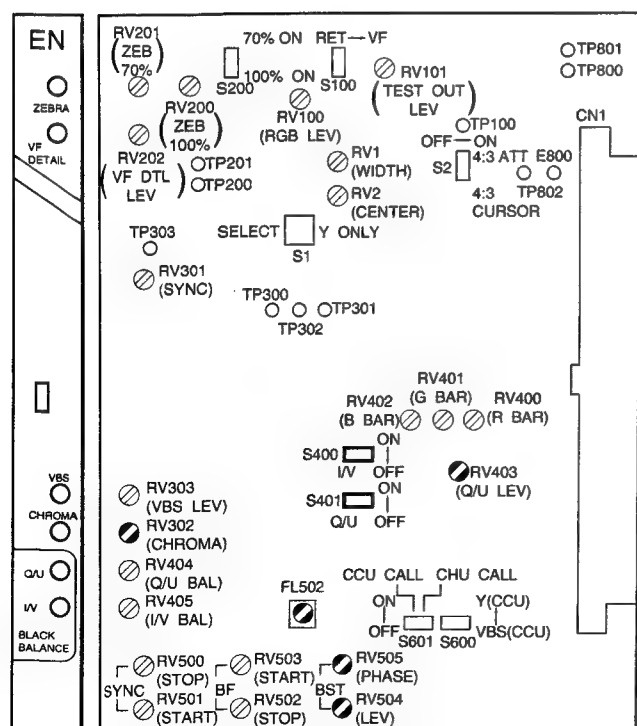 EN
ZEBRA
VF
DETAIL
VBS
CHROMA
Q/U
I/V
BLACK
BALANCE
RV201
(ZEB
70%)
70% ON
S200
100% ON
RET→VF
S100
RV101
(TEST OUT
LEV)
TP801
TP800
RV200
(ZEB
100%)
RV100
(RGB LEV)
CN1
TP100
OFF—ON
S2
4:3 ATT
E800
TP802
4:3
CURSOR
RV202
(VF DTL
LEV)
TP201
TP200
RV1
(WIDTH)
RV2
(CENTER)
TP303
SELECT
Y ONLY
S1
RV301
(SYNC)
TP300
TP301
TP302
RV401
(G BAR)
RV402
(B BAR)
RV400
(R BAR)
S400
I/V
ON
OFF
RV403
(Q/U LEV)
S401
Q/U
ON
OFF
RV303
(VBS LEV)
RV302
(CHROMA)
RV404
(Q/U BAL)
RV405
(I/V BAL)
FL502
CCU CALL
CHU CALL
ON
OFF
S601
S600
Y(CCU)
VBS(CCU)
SYNC
RV500
(STOP)
RV501
(START)
BF
RV503
(START)
RV502
(STOP)
BST
RV505
(PHASE)
RV504
(LEV)